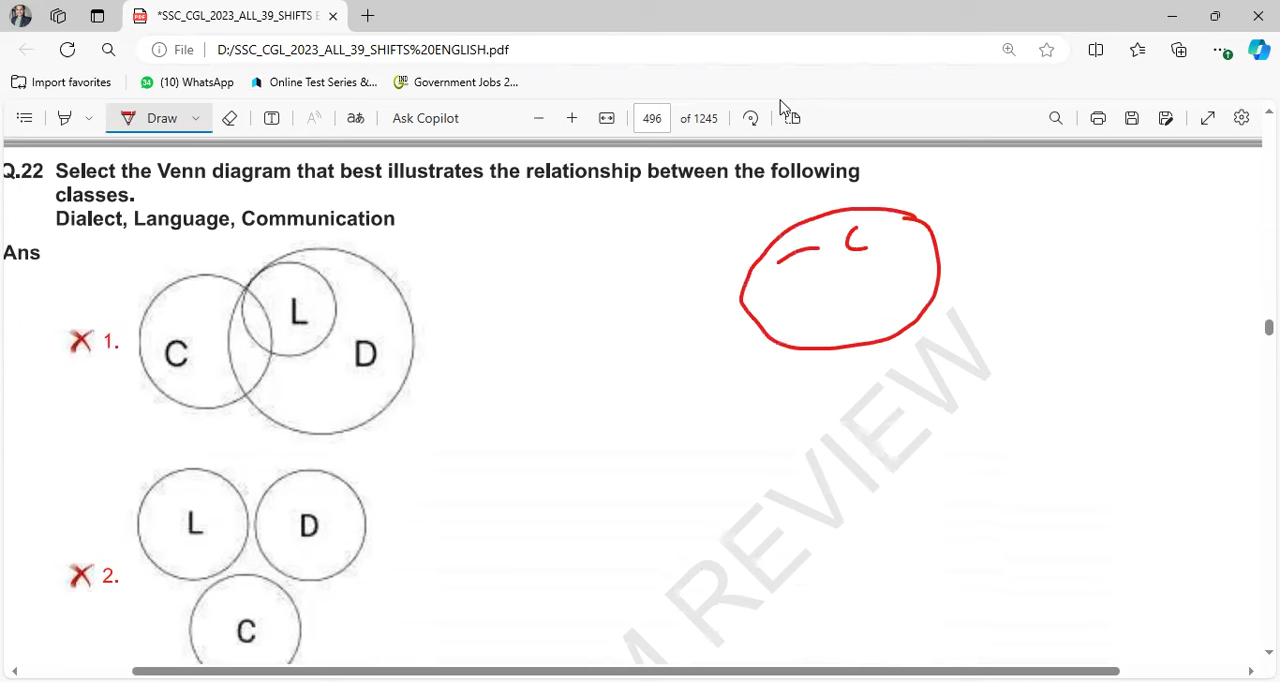 *SSC_CGL_2023_ALL_39_SHIFTS E
File D:/SSC_CGL_2023_ALL_39_SHIFTS%20ENGLISH.pdf
Import favorites (10) WhatsApp Online Test Series &... Government Jobs 2...
Draw Ask Copilot 496 of 1245
Q.22 Select the Venn diagram that best illustrates the relationship between the following
classes.
Dialect, Language, Communication
Ans
C
1. C L D
L D
2.
C
REVIEW